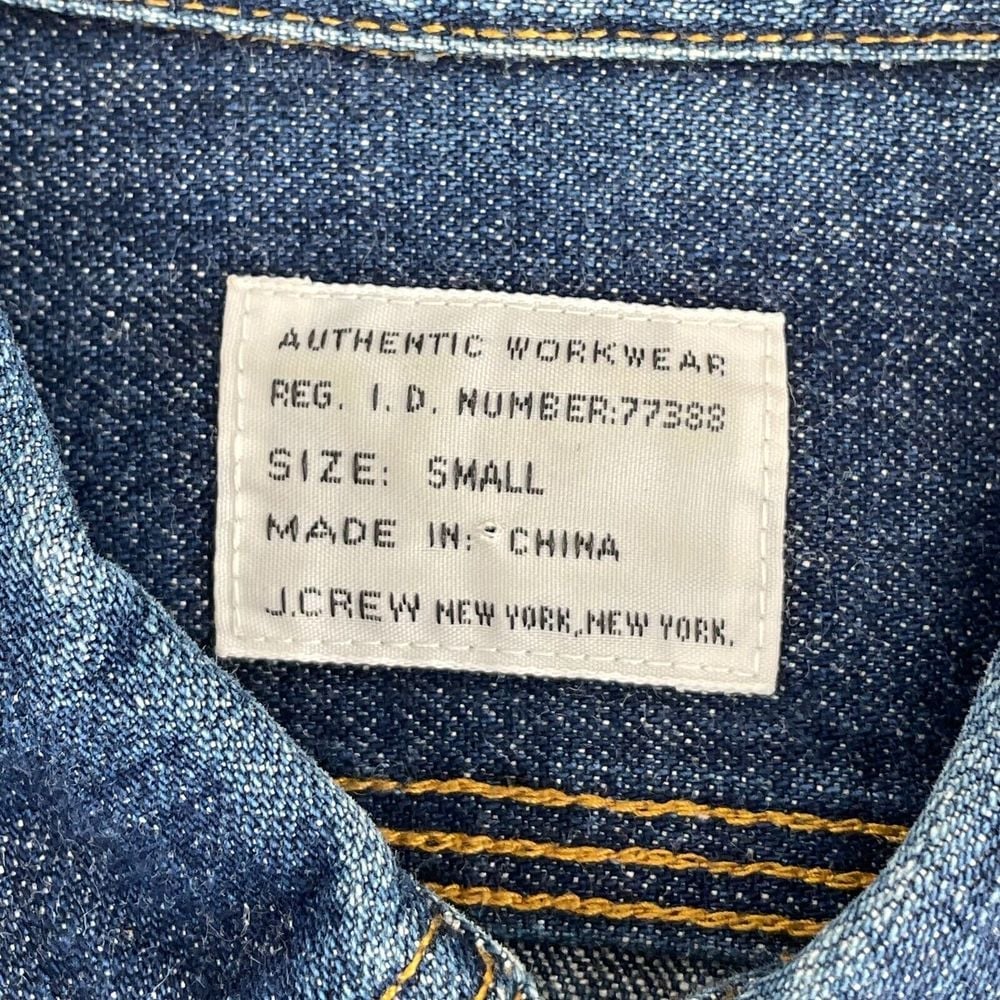 AUTHENTIC WORKWEAR
REG. I.D. NUMBER:77388
SIZE: SMALL
MADE IN: CHINA
J.CREW NEW YORK, NEW YORK.